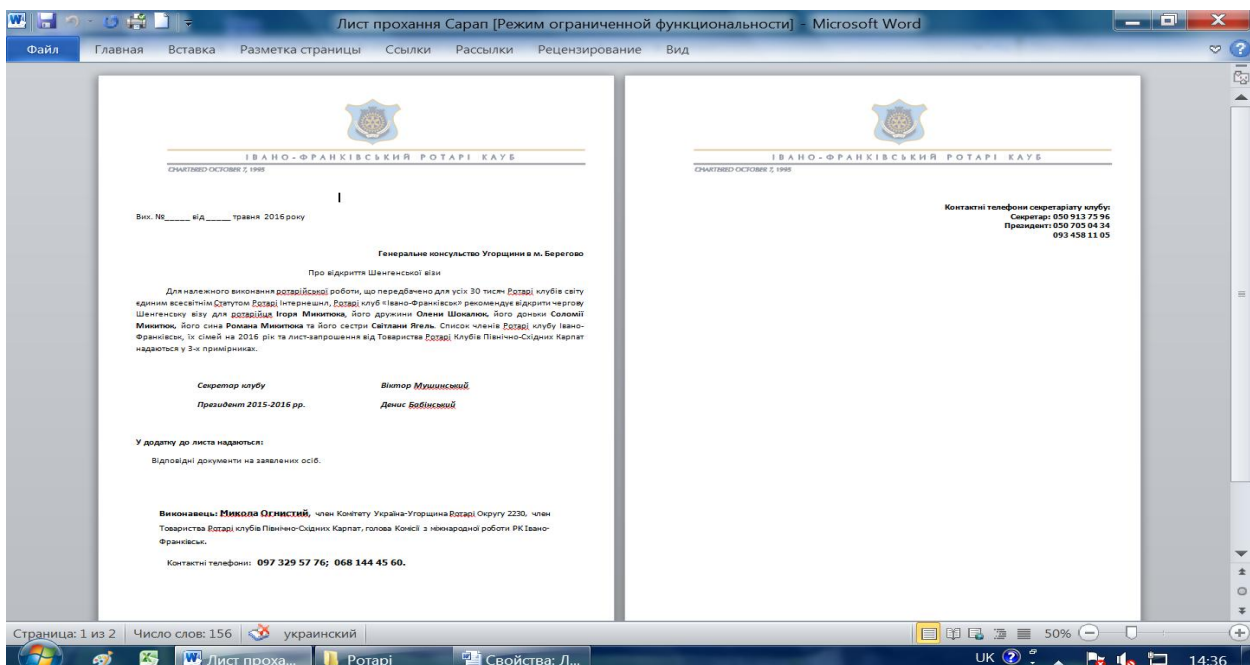 Лист прохання Сарап [Режим ограниченной функциональности] - Microsoft Word
Файл Главная Вставка Разметка страницы Ссылки Рассылки Рецензирование Вид
ІВАНО-ФРАНКІВСЬКИЙ РОТАРІ КЛУБ
CHARTERED OCTOBER 7, 1995
Вих. №_____ від_____ травня 2016 року
Генеральне консульство Угорщини в м. Берегово
Про відкриття Шенгенської візи
Для належного виконання ротарійської роботи, що передбачено для усіх 30 тисяч Ротарі клубів світу
єдиним всесвітнім Статутом Ротарі Інтернешнл, Ротарі клуб «Івано-Франківськ» рекомендує відкрити чергову
Шенгенську візу для ротарійця Ігоря Микитюка, його дружини Олени Шокалюк, його доньки Соломії
Микитюк, його сина Романа Микитюка та його сестри Світлани Ягель. Список членів Ротарі клубу Івано-
Франківськ, їх сімей на 2016 рік та лист-запрошення від Товариства Ротарі Клубів Північно-Східних Карпат
надаються у 3-х примірниках.
Секретар клубу Віктор Мушинський
Президент 2015-2016 рр. Денис Бабінський
У додатку до листа надаються:
Відповідні документи на заявлених осіб.
Виконавець: Микола Огнистий, член Комітету Україна-Угорщина Ротарі Округу 2230, член
Товариства Ротарі клубів Північно-Східних Карпат, голова Комісії з міжнародної роботи РК Івано-
Франківськ.
Контактні телефони: 097 329 57 76; 068 144 45 60.
ІВАНО-ФРАНКІВСЬКИЙ РОТАРІ КЛУБ
CHARTERED OCTOBER 7, 1995
Контактні телефони секретаріату клубу:
Секретар: 050 913 75 96
Президент: 050 705 04 34
093 458 11 05
Страница: 1 из 2 Число слов: 156 украинский 50%
Лист проха... Ротарі Свойства: Л... UK 14:36